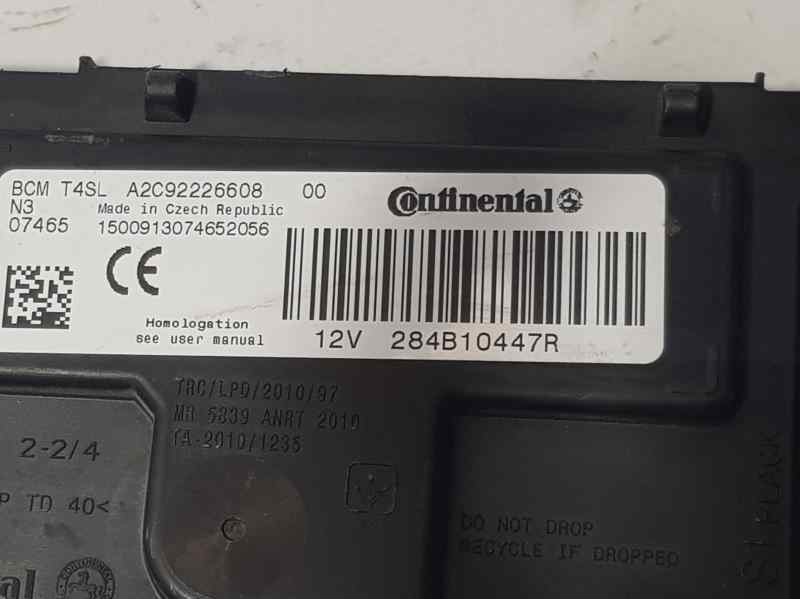 BCM T4SL A2C92226608 00
Continental
N3 Made in Czech Republic
07465 1500913074652056
CE
Homologation
see user manual
12V 284B10447R
TRC/LPD/2010/97
MR 5839 ANRT 2010
TA-2010/1235
2-2/4
P TD 40<
DO NOT DROP
RECYCLE IF DROPPED
CONTINENTAL